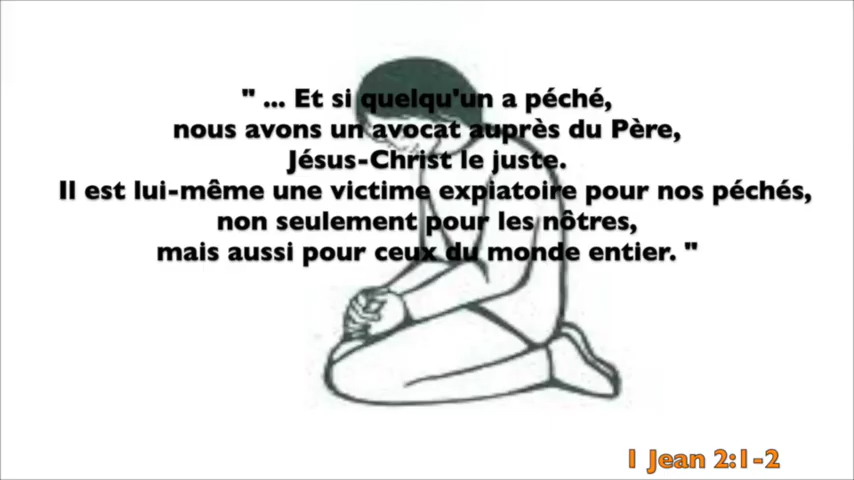 " ... Et si quelqu'un a péché,
nous avons un avocat auprès du Père,
Jésus-Christ le juste.
Il est lui-même une victime expiatoire pour nos péchés,
non seulement pour les nôtres,
mais aussi pour ceux du monde entier. "
1 Jean 2:1-2